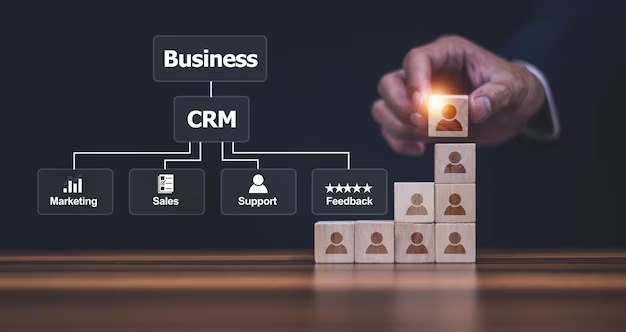 Business
CRM
Marketing
Sales
Support
Feedback